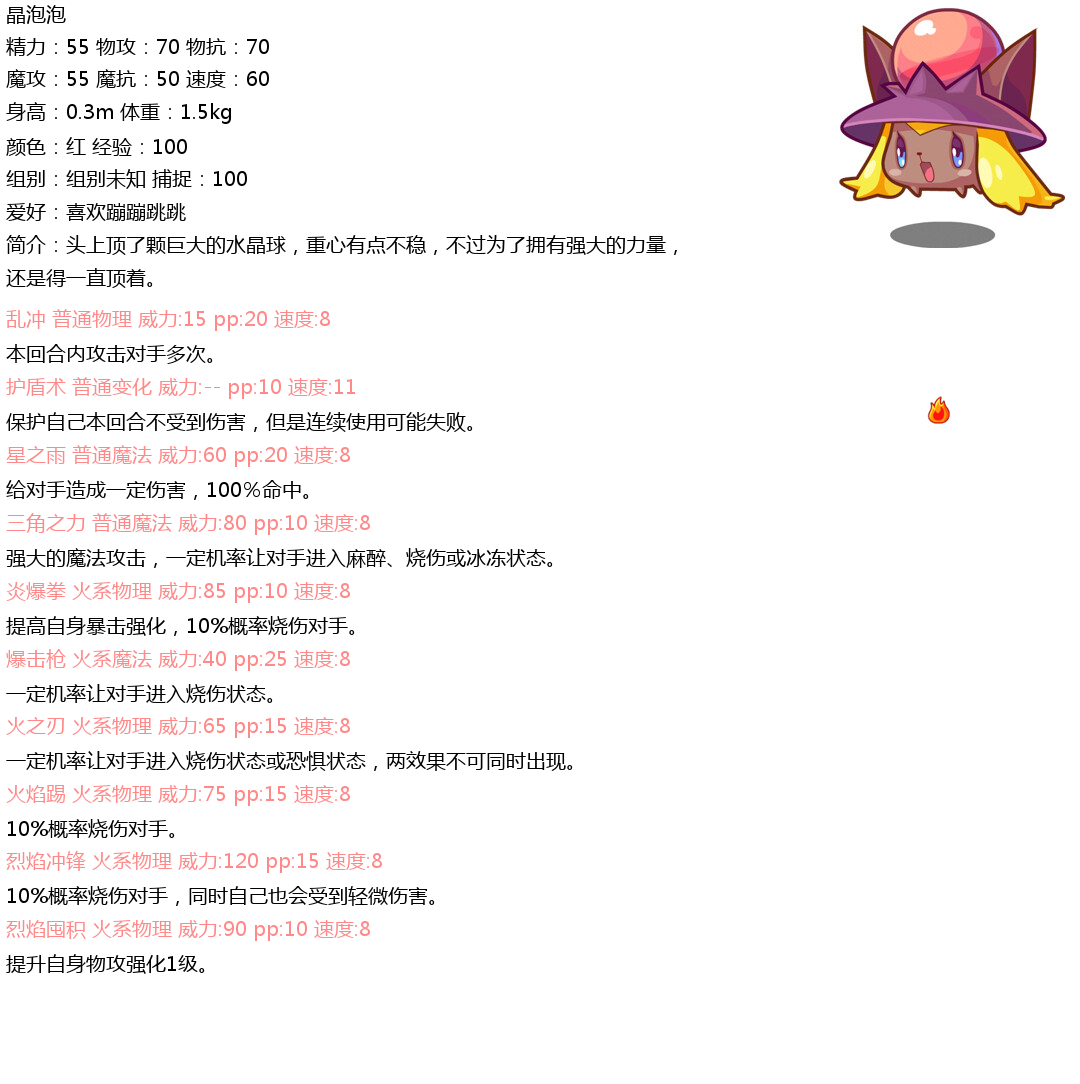 晶泡泡
精力：55 物攻：70 物抗：70
魔攻：55 魔抗：50 速度：60
身高：0.3m 体重：1.5kg
颜色：红 经验：100
组别：组别未知 捕捉：100
爱好：喜欢蹦蹦跳跳
简介：头上顶了颗巨大的水晶球，重心有点不稳，不过为了拥有强大的力量，
还是得一直顶着。
乱冲 普通物理 威力:15 pp:20 速度:8
本回合内攻击对手多次。
护盾术 普通变化 威力:-- pp:10 速度:11
保护自己本回合不受到伤害，但是连续使用可能失败。
星之雨 普通魔法 威力:60 pp:20 速度:8
给对手造成一定伤害，100%命中。
三角之力 普通魔法 威力:80 pp:10 速度:8
强大的魔法攻击，一定机率让对手进入麻醉、烧伤或冰冻状态。
炎爆拳 火系物理 威力:85 pp:10 速度:8
提高自身暴击强化，10%概率烧伤对手。
爆击枪 火系魔法 威力:40 pp:25 速度:8
一定机率让对手进入烧伤状态。
火之刃 火系物理 威力:65 pp:15 速度:8
一定机率让对手进入烧伤状态或恐惧状态，两效果不可同时出现。
火焰踢 火系物理 威力:75 pp:15 速度:8
10%概率烧伤对手。
烈焰冲锋 火系物理 威力:120 pp:15 速度:8
10%概率烧伤对手，同时自己也会受到轻微伤害。
烈焰囤积 火系物理 威力:90 pp:10 速度:8
提升自身物攻强化1级。